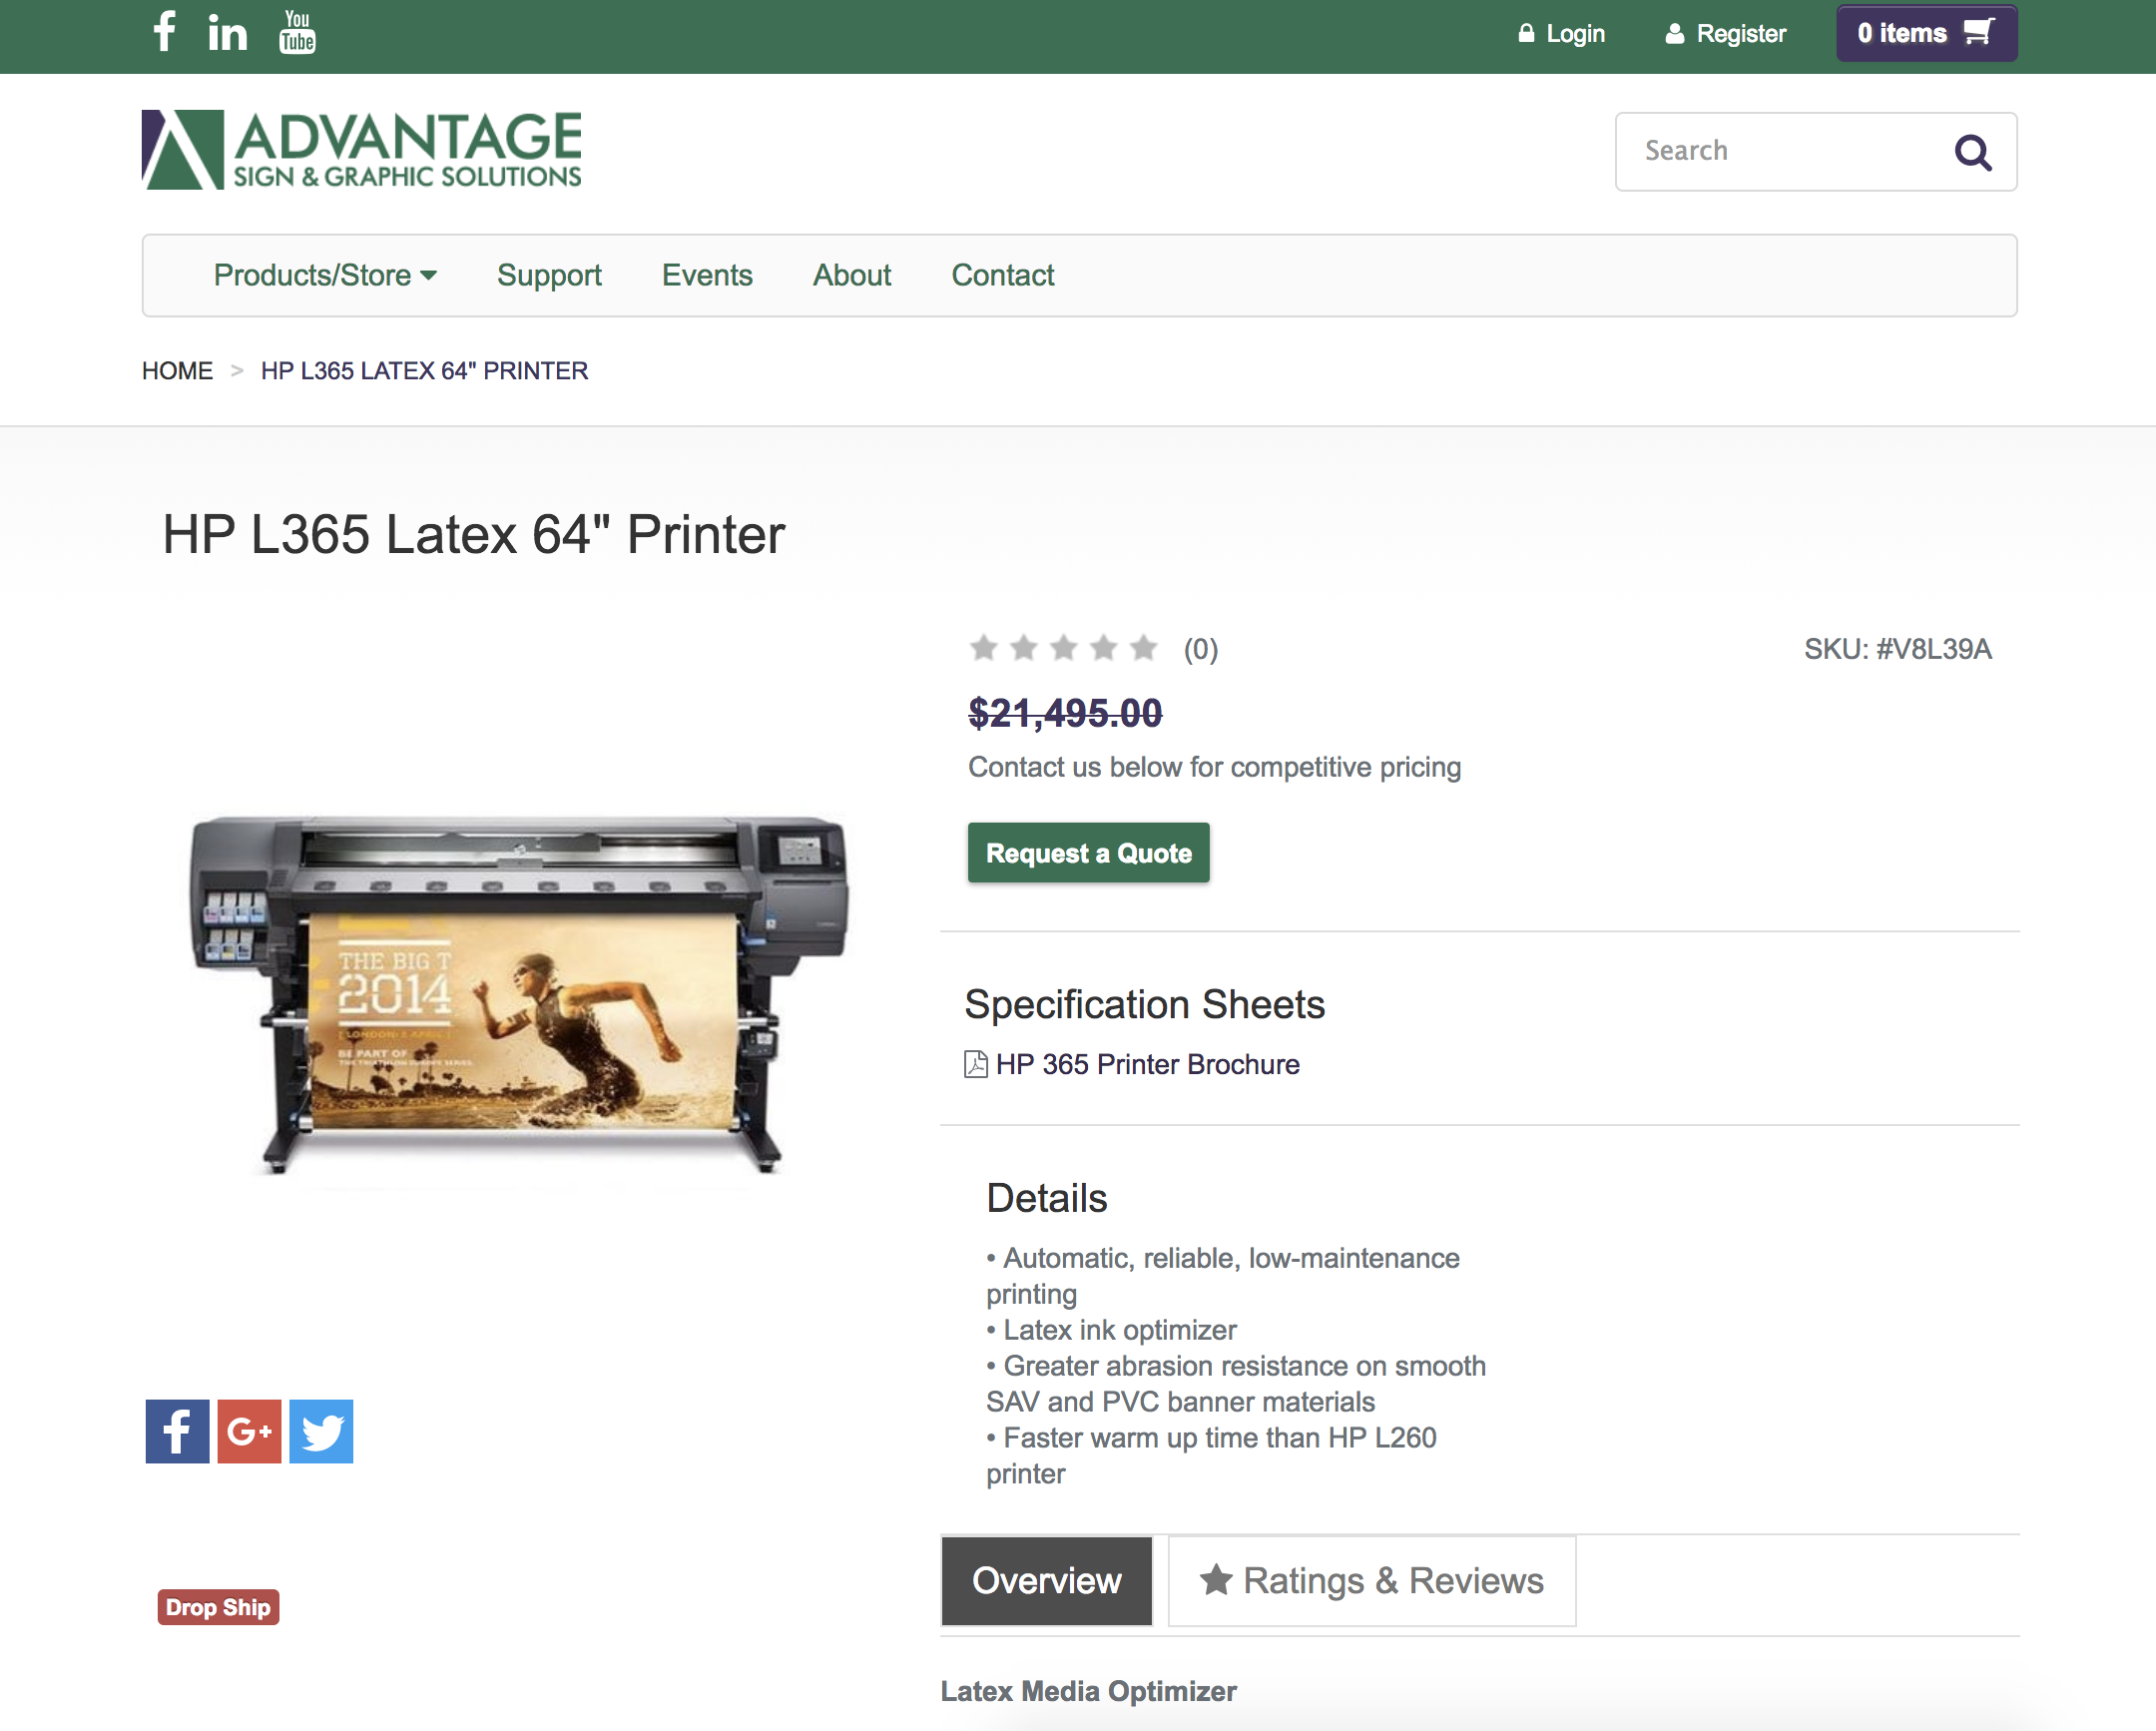 You
Tube
Login
Register
0 items
ADVANTAGE
SIGN & GRAPHIC SOLUTIONS
Search
Products/Store
Support
Events
About
Contact
HOME > HP L365 LATEX 64" PRINTER
HP L365 Latex 64" Printer
(0)
SKU: #V8L39A
$21,495.00
Contact us below for competitive pricing
Request a Quote
THE BIG T
2014
BE PART OF
Specification Sheets
HP 365 Printer Brochure
Details
• Automatic, reliable, low-maintenance
printing
• Latex ink optimizer
• Greater abrasion resistance on smooth
SAV and PVC banner materials
• Faster warm up time than HP L260
printer
G+
Drop Ship
Overview
Ratings & Reviews
Latex Media Optimizer